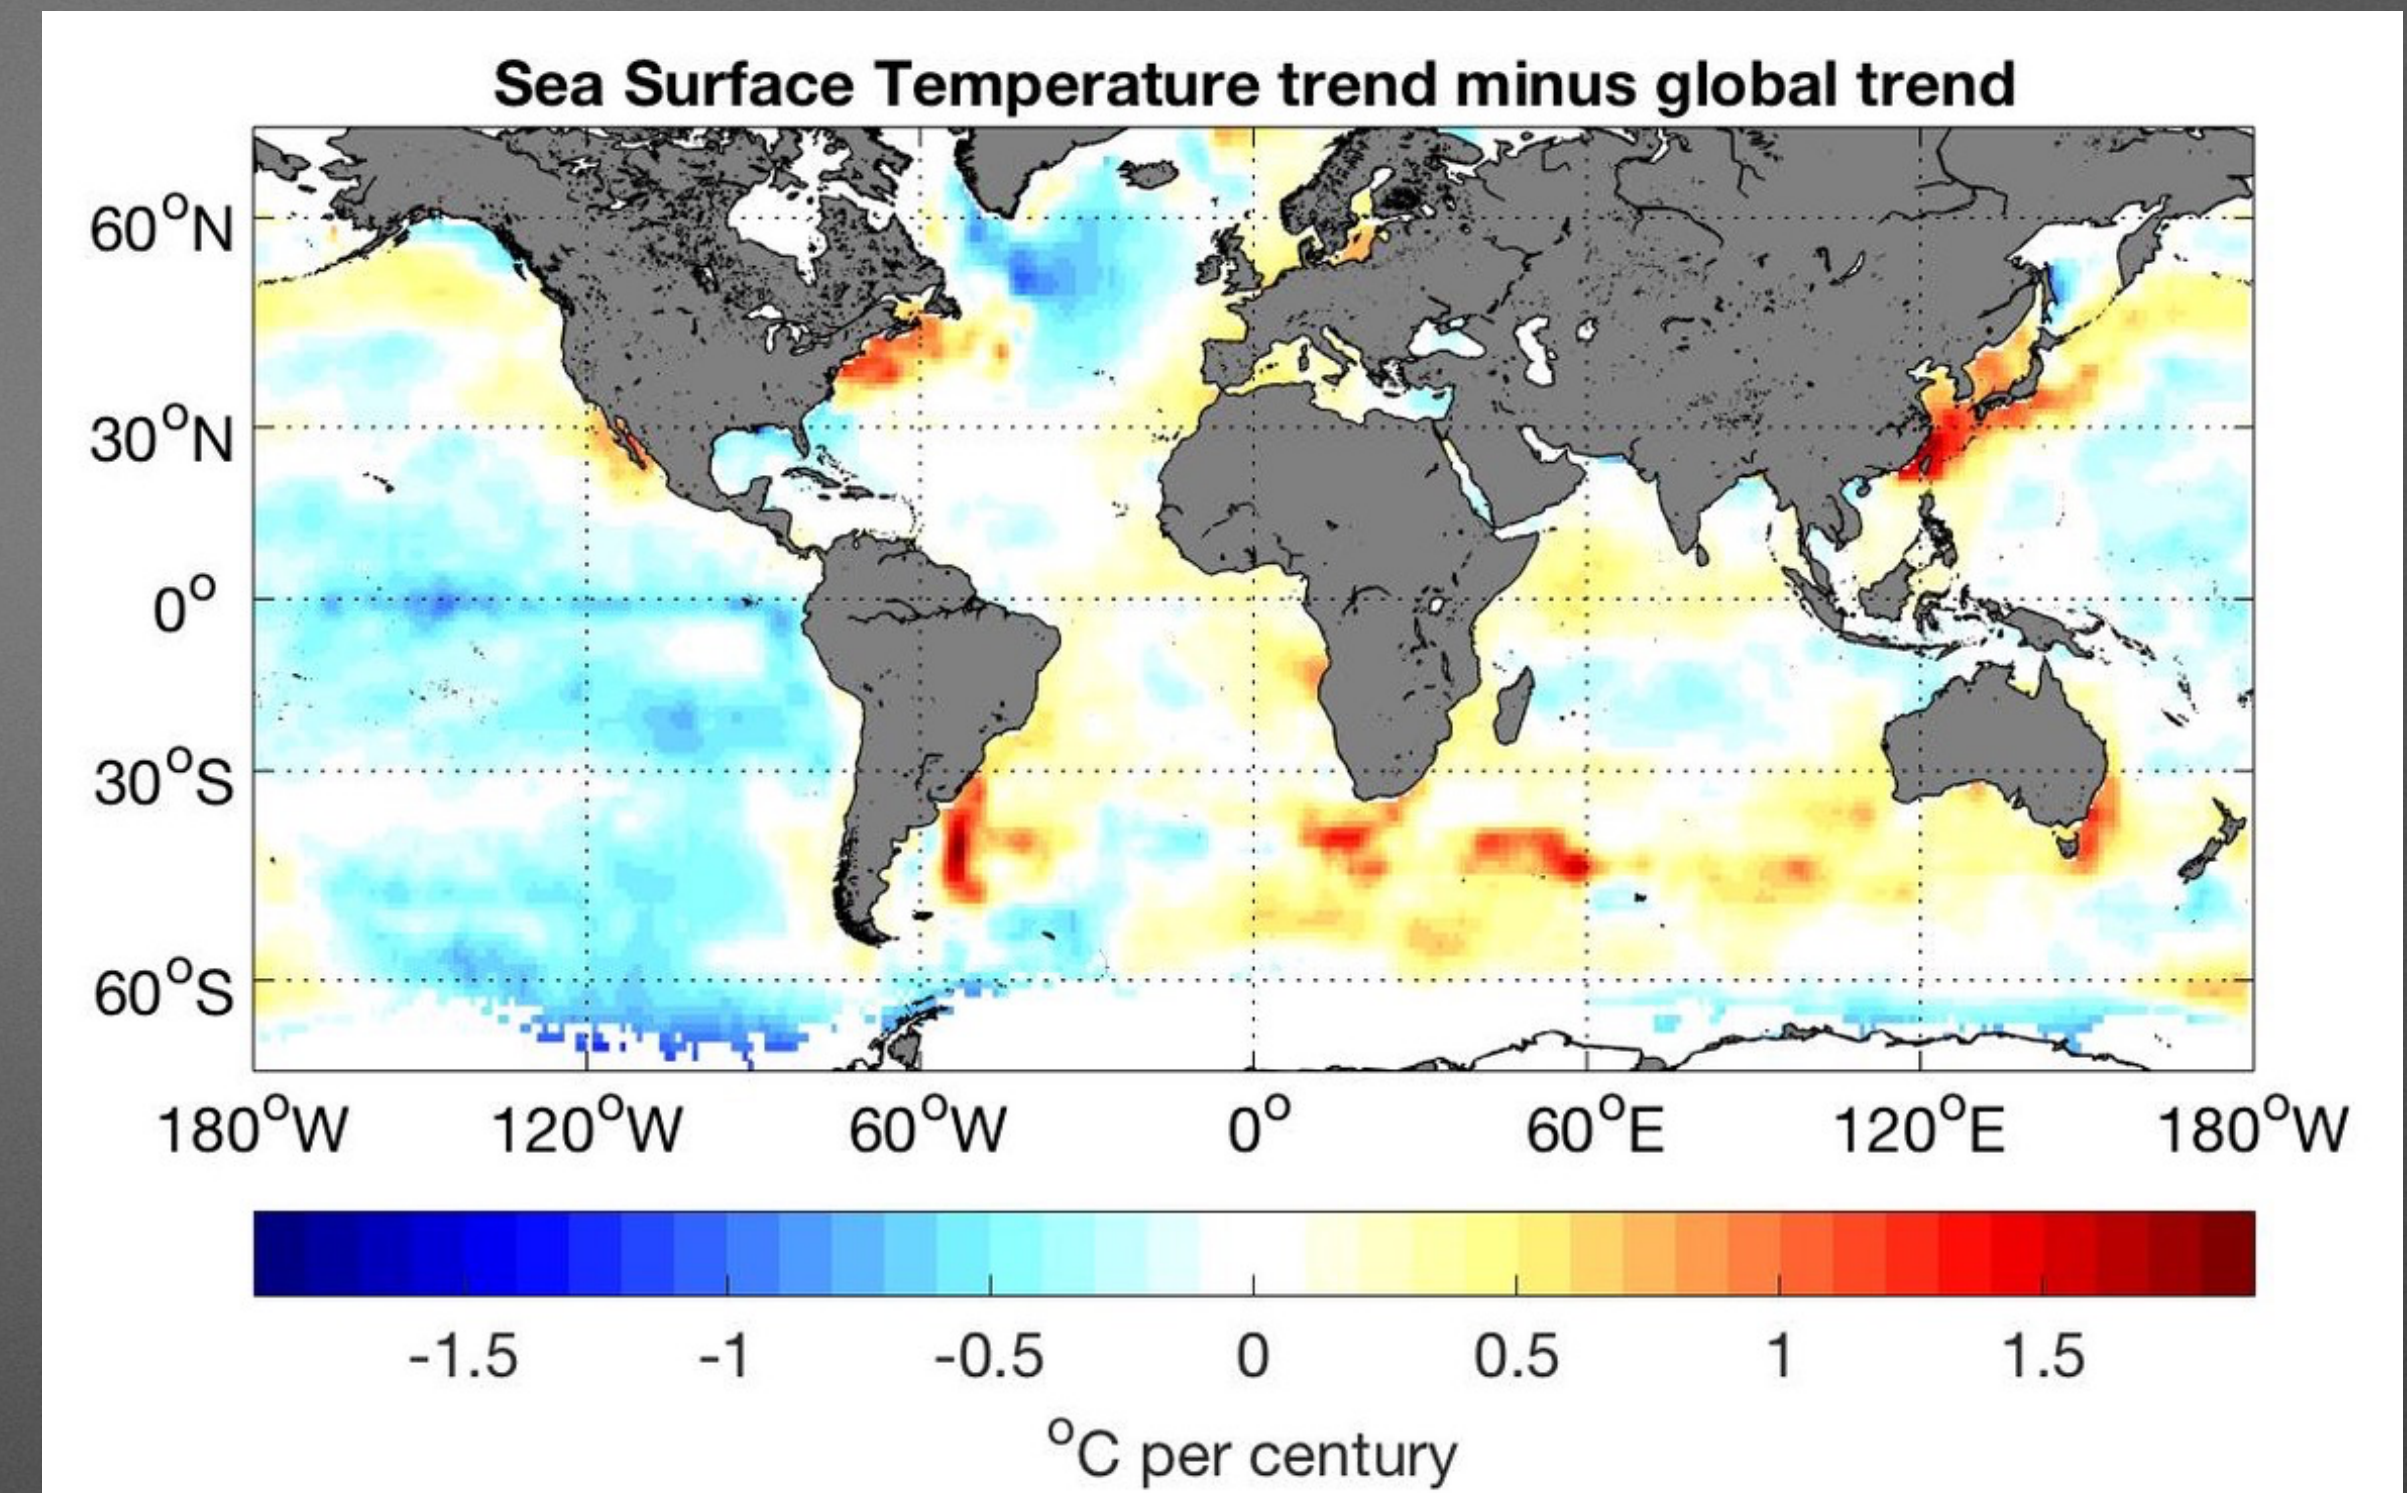 Sea Surface Temperature trend minus global trend
60°N
30°N
0°
30°S
60°S
180°W 120°W 60°W 0° 60°E 120°E 180°W
-1.5 -1 -0.5 0 0.5 1 1.5
°C per century